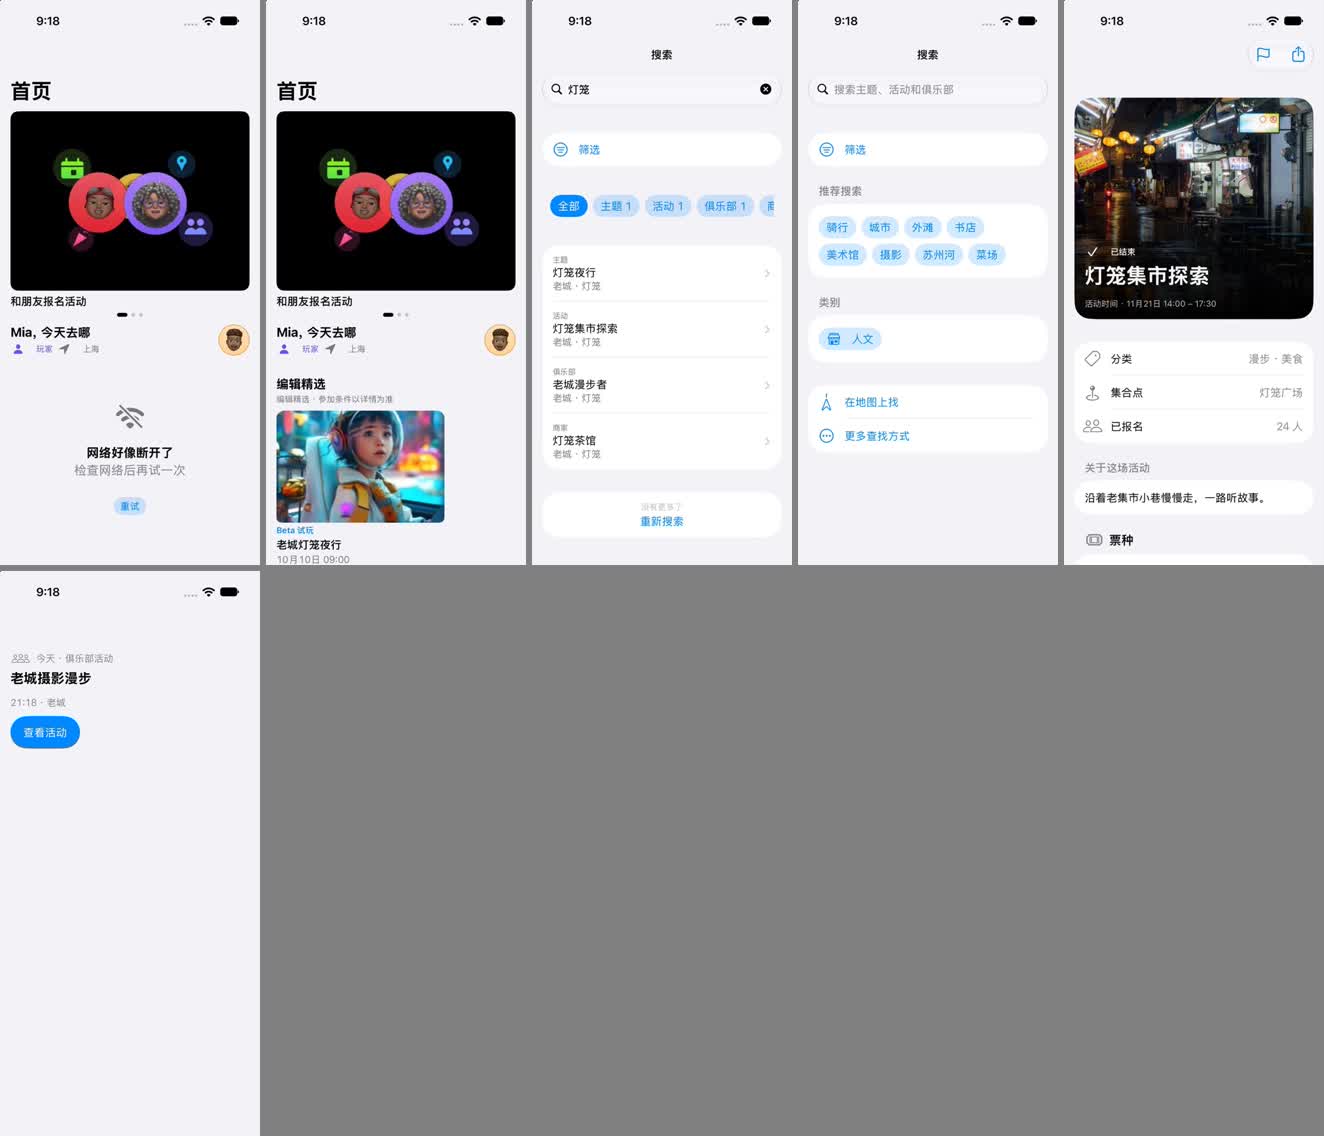 9:18
首页
和朋友报名活动
Mia, 今天去哪
玩家
上海
网络好像断开了
检查网络后再试一次
重试
9:18
首页
和朋友报名活动
Mia, 今天去哪
玩家
上海
编辑精选
编辑精选 · 参加条件以详情为准
Beta 试玩
老城灯笼夜行
10月10日 09:00
9:18
搜索
灯笼
筛选
全部
主题 1
活动 1
俱乐部 1
主题
灯笼夜行
老城 · 灯笼
活动
灯笼集市探索
老城 · 灯笼
俱乐部
老城漫步者
老城 · 灯笼
商家
灯笼茶馆
老城 · 灯笼
没有更多了
重新搜索
9:18
搜索
搜索主题、活动和俱乐部
筛选
推荐搜索
骑行
城市
外滩
书店
美术馆
摄影
苏州河
菜场
类别
人文
在地图上找
更多查找方式
9:18
已结束
灯笼集市探索
活动时间 · 11月21日 14:00 – 17:30
分类
漫步 · 美食
集合点
灯笼广场
已报名
24 人
关于这场活动
沿着老集市小巷慢慢走，一路听故事。
票种
9:18
今天 · 俱乐部活动
老城摄影漫步
21:18 · 老城
查看活动